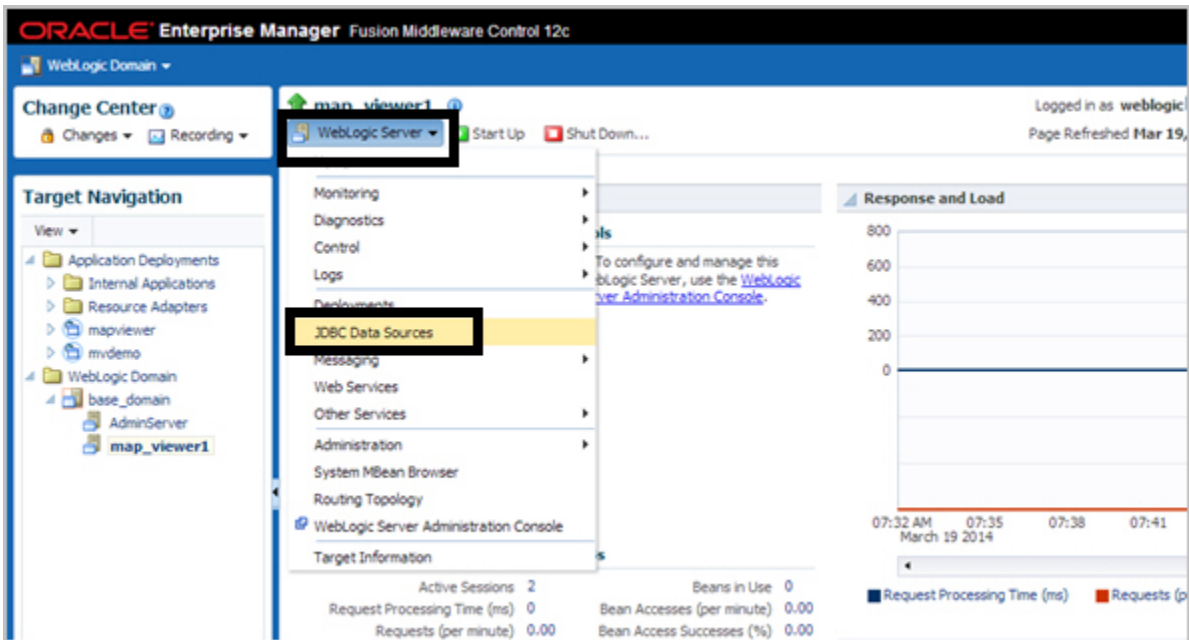 ORACLE Enterprise Manager Fusion Middleware Control 12c
WebLogic Domain
Change Center
Changes Recording
Target Navigation
View
Application Deployments
Internal Applications
Resource Adapters
mapviewer
mvdemo
WebLogic Domain
base_domain
AdminServer
map_viewer1
map_viewer1
WebLogic Server Start Up Shut Down...
Logged in as weblogic
Page Refreshed Mar 19,
Monitoring
Diagnostics
Control
Logs
Deployments
JDBC Data Sources
Messaging
Web Services
Other Services
Administration
System MBean Browser
Routing Topology
WebLogic Server Administration Console
Target Information
To configure and manage this
Logic Server, use the WebLogic
Administration Console.
Active Sessions 2
Request Processing Time (ms) 0
Requests (per minute) 0.00
Beans in Use 0
Bean Accesses (per minute) 0.00
Bean Access Successes (%) 0.00
Response and Load
800
600
400
200
0
07:32 AM 07:35 07:38 07:41
March 19 2014
Request Processing Time (ms) Requests (p